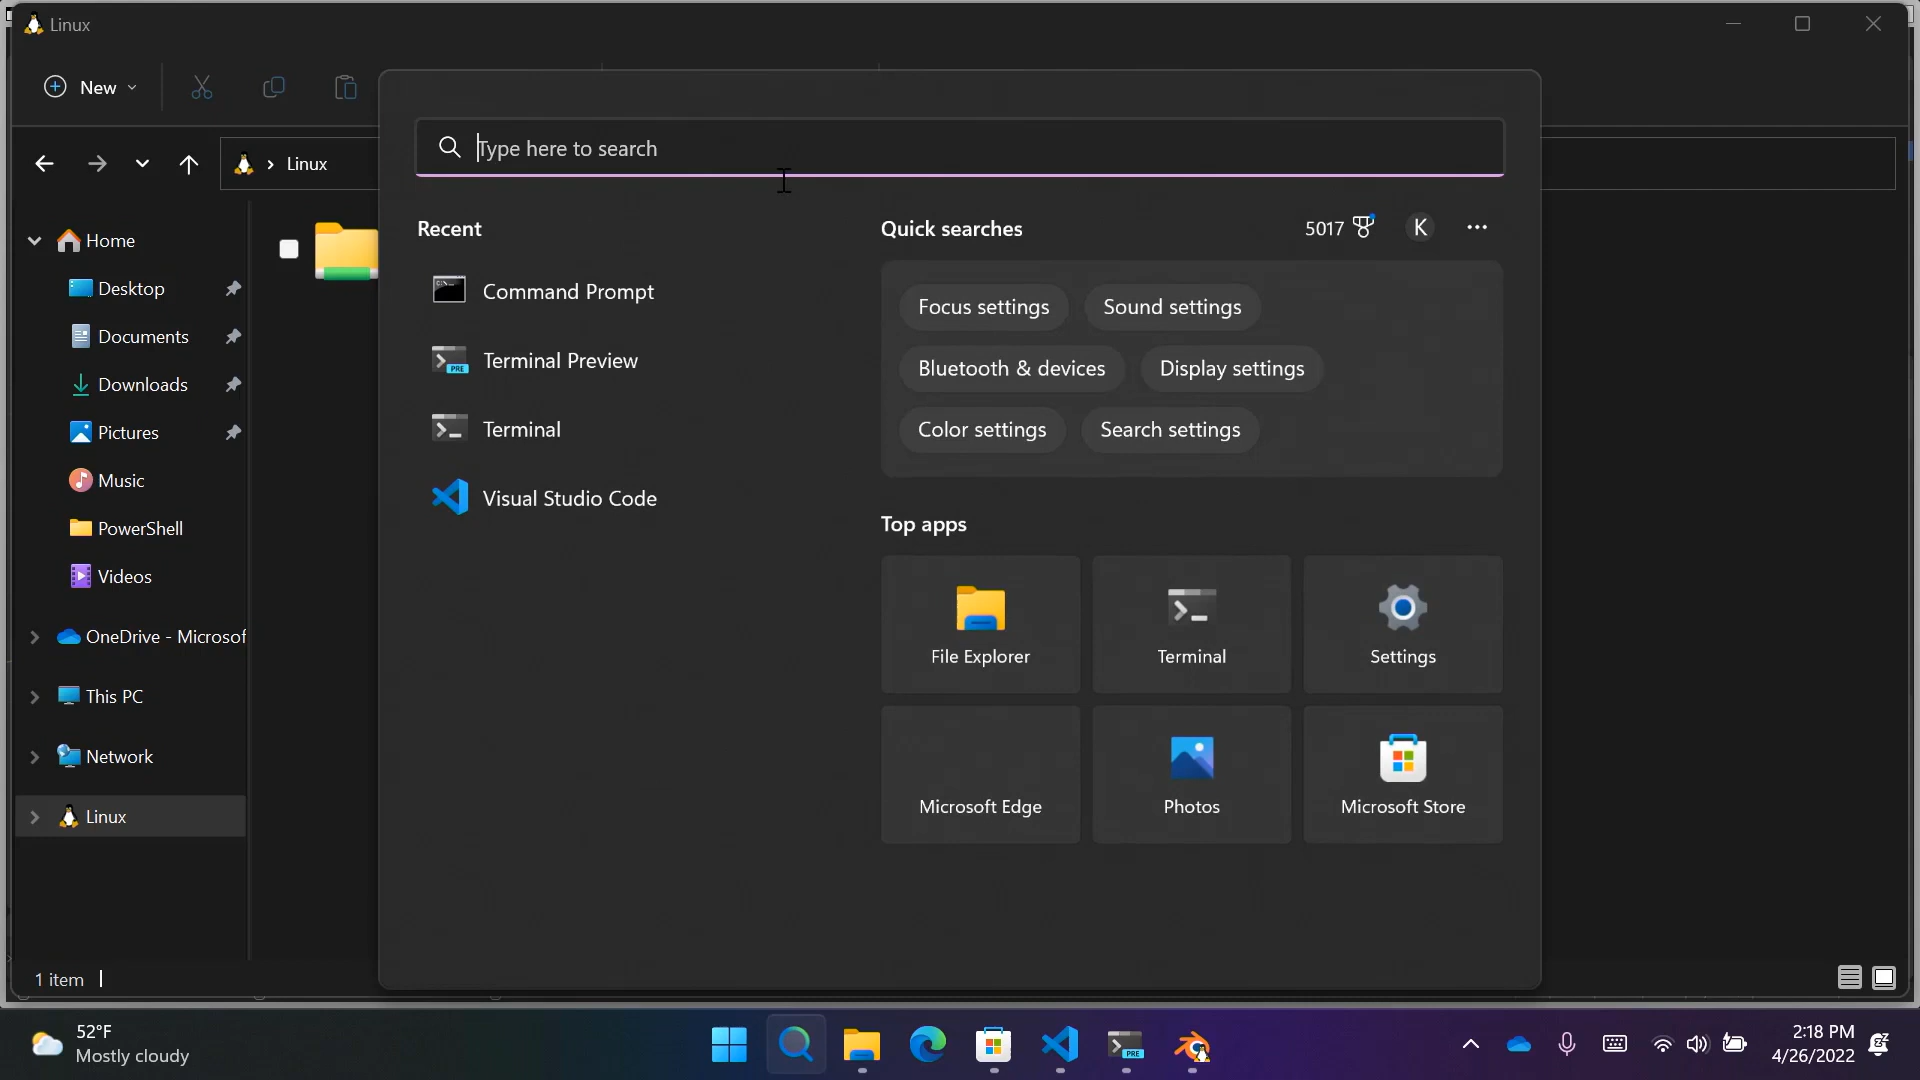 Linux
New
Linux
Type here to search
Home
Desktop
Documents
Downloads
Pictures
Music
PowerShell
Videos
OneDrive - Microsof
This PC
Network
Linux
1 item
Recent
Command Prompt
Terminal Preview
PRE
Terminal
Visual Studio Code
Quick searches
5017
K
Focus settings
Sound settings
Bluetooth & devices
Display settings
Color settings
Search settings
Top apps
File Explorer
Terminal
Settings
Microsoft Edge
Photos
Microsoft Store
52°F
Mostly cloudy
PRE
2:18 PM
4/26/2022